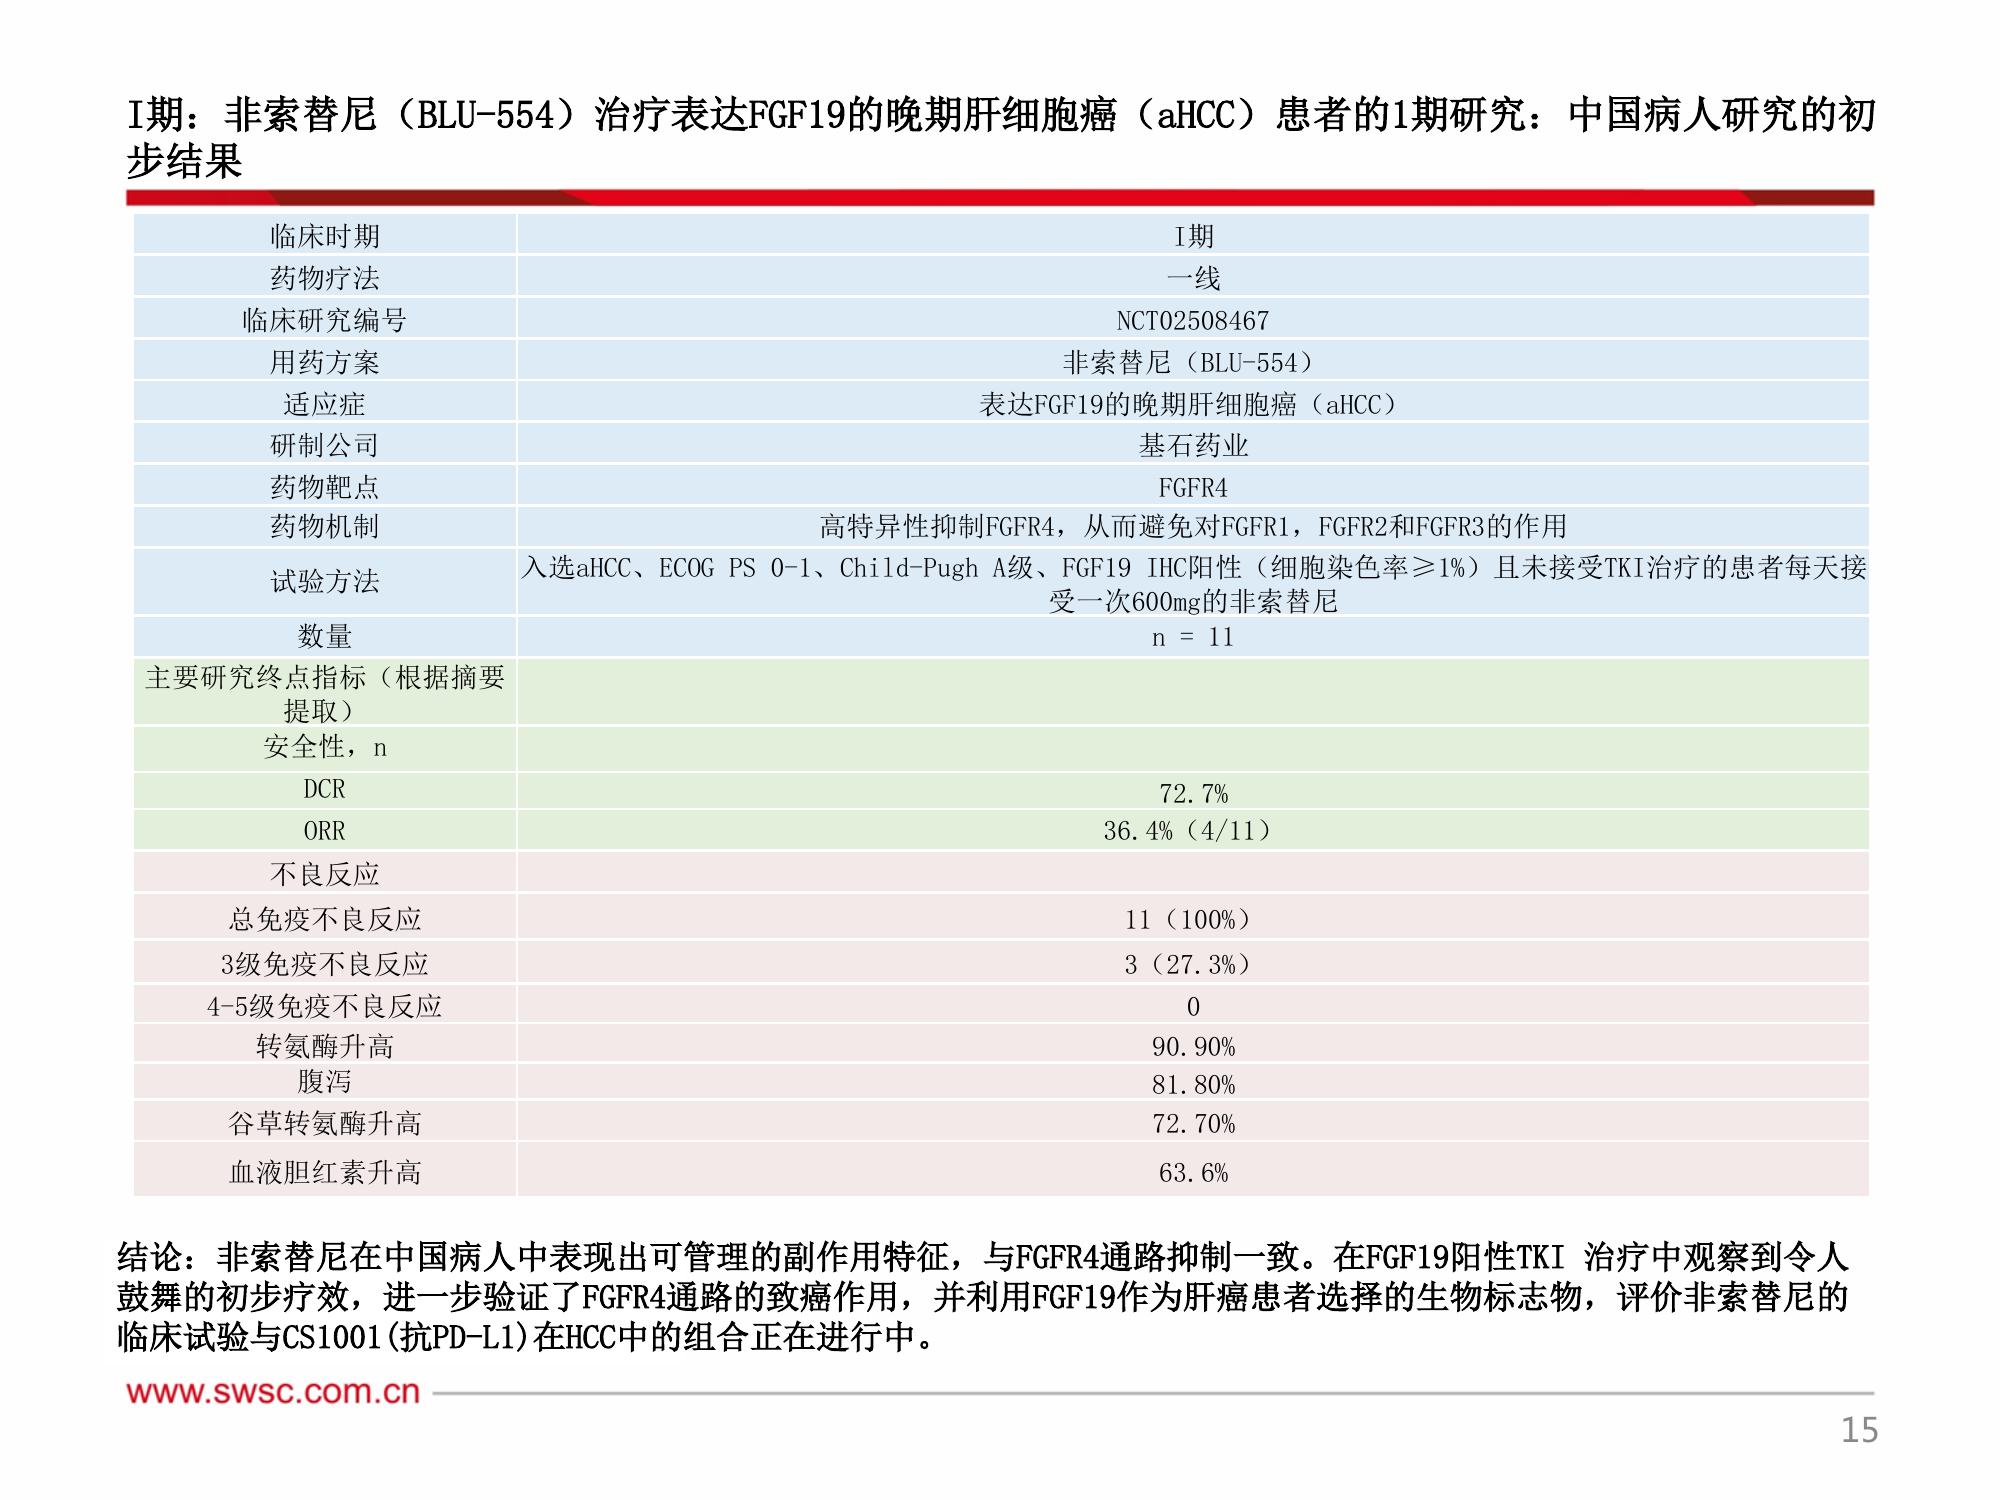 I期：非索替尼（BLU-554）治疗表达FGF19的晚期肝细胞癌（aHCC）患者的1期研究：中国病人研究的初
步结果
临床时期 I期
药物疗法 一线
临床研究编号 NCT02508467
用药方案 非索替尼（BLU-554）
适应症 表达FGF19的晚期肝细胞癌（aHCC）
研制公司 基石药业
药物靶点 FGFR4
药物机制 高特异性抑制FGFR4，从而避免对FGFR1，FGFR2和FGFR3的作用
试验方法 入选aHCC、ECOG PS 0-1、Child-Pugh A级、FGF19 IHC阳性（细胞染色率≥1%）且未接受TKI治疗的患者每天接
受一次600mg的非索替尼
数量 n = 11
主要研究终点指标（根据摘要
提取）
安全性，n
DCR 72.7%
ORR 36.4%（4/11）
不良反应
总免疫不良反应 11（100%）
3级免疫不良反应 3（27.3%）
4-5级免疫不良反应 0
转氨酶升高 90.90%
腹泻 81.80%
谷草转氨酶升高 72.70%
血液胆红素升高 63.6%
结论：非索替尼在中国病人中表现出可管理的副作用特征，与FGFR4通路抑制一致。在FGF19阳性TKI 治疗中观察到令人
鼓舞的初步疗效，进一步验证了FGFR4通路的致癌作用，并利用FGF19作为肝癌患者选择的生物标志物，评价非索替尼的
临床试验与CS1001(抗PD-L1)在HCC中的组合正在进行中。
www.swsc.com.cn
15